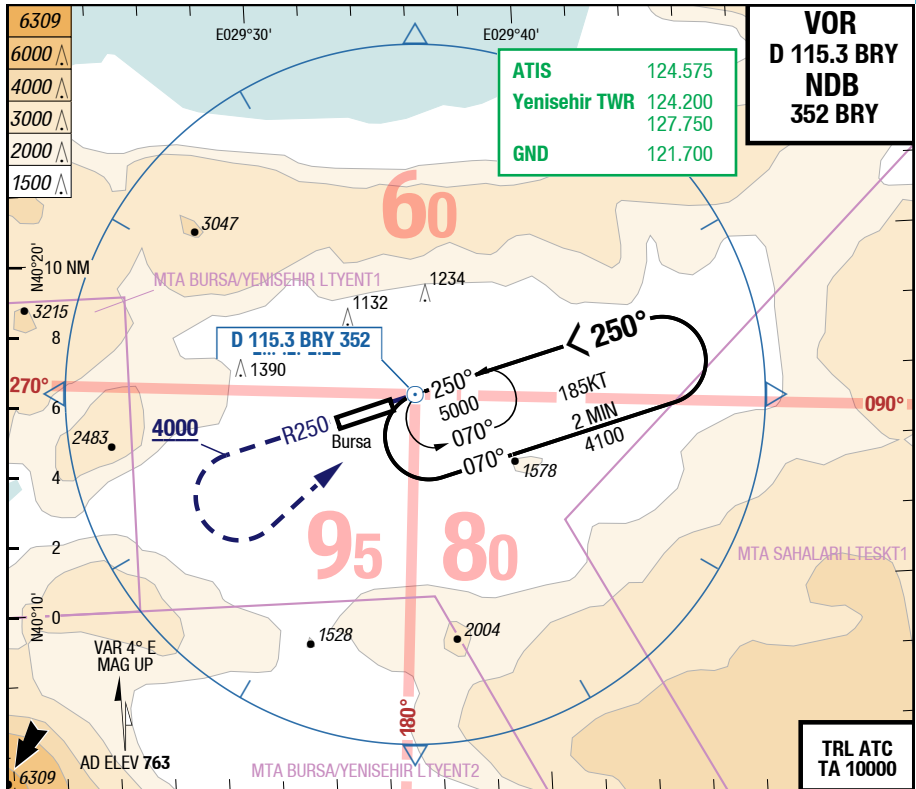 6309
6000
4000
3000
2000
1500
E029°30'
E029°40'
ATIS 124.575
Yenisehir TWR 124.200
127.750
GND 121.700
VOR
D 115.3 BRY
NDB
352 BRY
60
3047
N40°20'
10 NM
MTA BURSA/YENISEHIR LTYENT1
1234
1132
3215
8
D 115.3 BRY 352
< 250°
1390
270°
250°
185KT
090°
6
5000
2 MIN
4000
R250
Bursa
070°
4100
2483
070°
1578
4
95
80
2
MTA SAHALARI LTESKT1
N40°10'
0
1528
2004
VAR 4° E
MAG UP
180°
AD ELEV 763
MTA BURSA/YENISEHIR LTYENT2
6309
TRL ATC
TA 10000